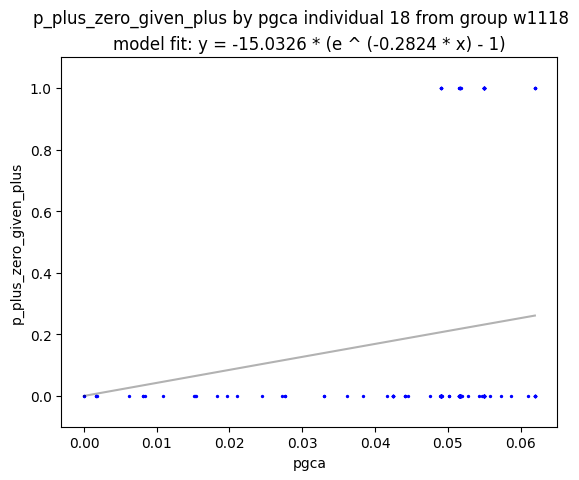 p_plus_zero_given_plus by pgca individual 18 from group w1118
model fit: y = -15.0326 * (e ^ (-0.2824 * x) - 1)
1.0
0.8
0.6
0.4
0.2
0.0
p_plus_zero_given_plus
0.00 0.01 0.02 0.03 0.04 0.05 0.06
pgca